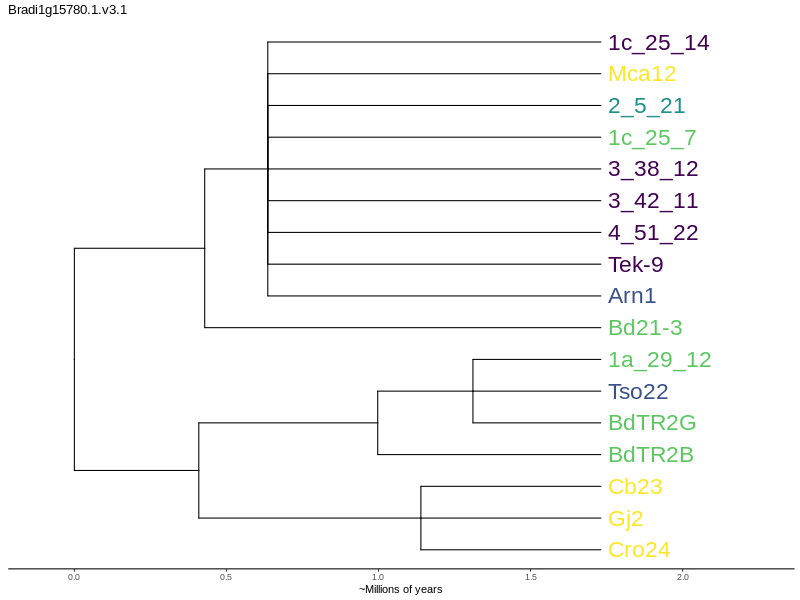 Bradi1g15780.1.v3.1
1c_25_14
Mca12
2_5_21
1c_25_7
3_38_12
3_42_11
4_51_22
Tek-9
Arn1
Bd21-3
1a_29_12
Tso22
BdTR2G
BdTR2B
Cb23
Gj2
Cro24
0.0 0.5 1.0 1.5 2.0
~Millions of years